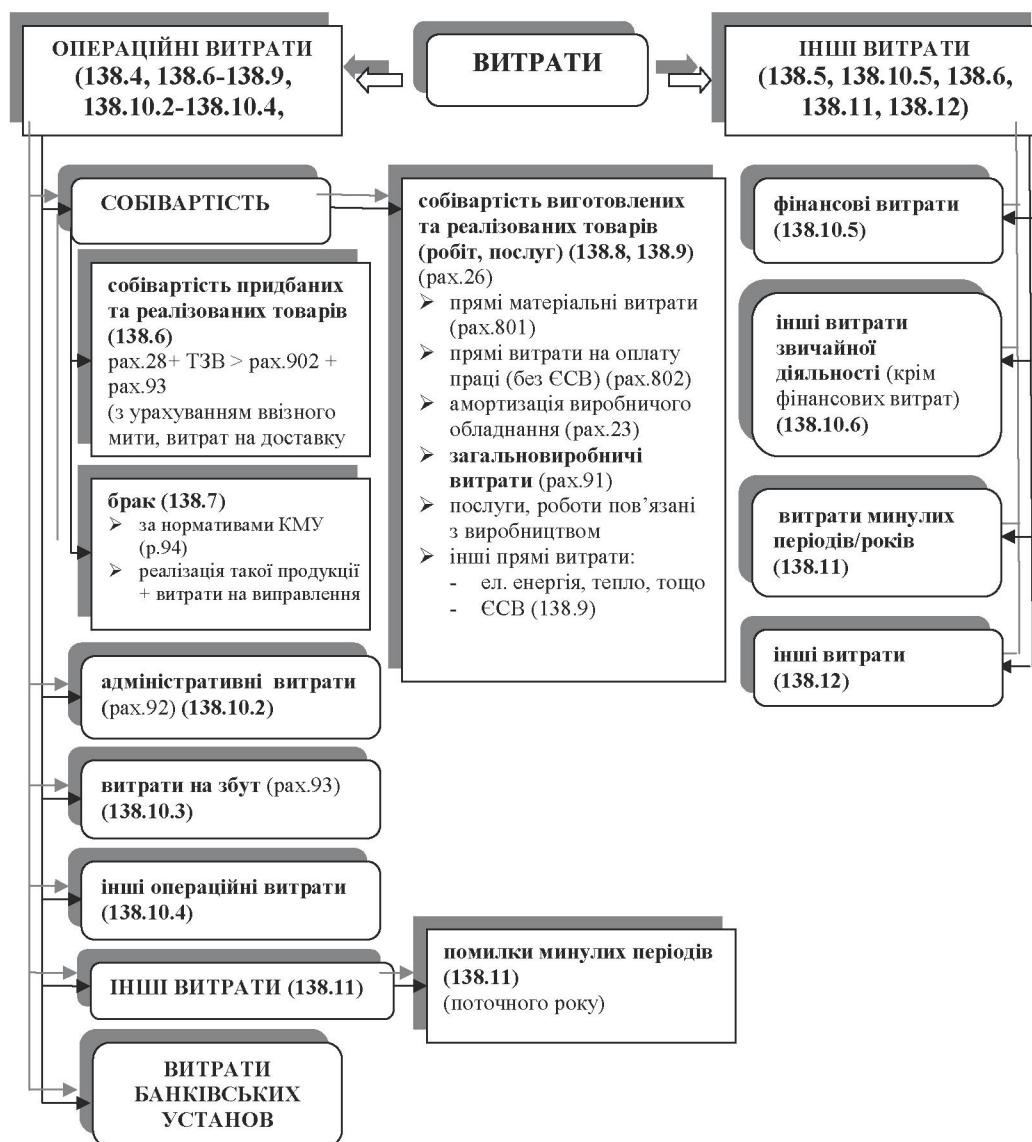 ОПЕРАЦІЙНІ ВИТРАТИ
(138.4, 138.6-138.9,
138.10.2-138.10.4,
ВИТРАТИ
ІНШІ ВИТРАТИ
(138.5, 138.10.5, 138.6,
138.11, 138.12)
СОБІВАРТІСТЬ
собівартість придбаних
та реалізованих товарів
(138.6)
рах.28+ ТЗВ > рах.902 +
рах.93
(з урахуванням ввізного
мита, витрат на доставку
брак (138.7)
➢ за нормативами КМУ
(р.94)
➢ реалізація такої продукції
+ витрати на виправлення
собівартість виготовлених
та реалізованих товарів
(робіт, послуг) (138.8, 138.9)
(рах.26)
➢ прямі матеріальні витрати
(рах.801)
➢ прямі витрати на оплату
праці (без ЄСВ) (рах.802)
➢ амортизація виробничого
обладнання (рах.23)
➢ загальновиробничі
витрати (рах.91)
➢ послуги, роботи пов’язані
з виробництвом
➢ інші прямі витрати:
- ел. енергія, тепло, тощо
- ЄСВ (138.9)
фінансові витрати
(138.10.5)
інші витрати
звичайної
діяльності (крім
фінансових витрат)
(138.10.6)
витрати минулих
періодів/років
(138.11)
інші витрати
(138.12)
адміністративні витрати
(рах.92) (138.10.2)
витрати на збут (рах.93)
(138.10.3)
інші операційні витрати
(138.10.4)
ІНШІ ВИТРАТИ (138.11)
помилки минулих періодів
(138.11)
(поточного року)
ВИТРАТИ
БАНКІВСЬКИХ
УСТАНОВ